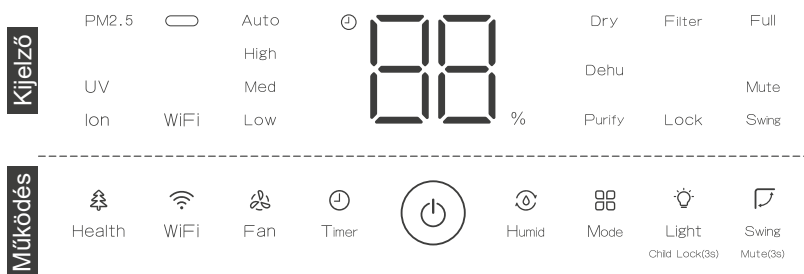 Kijelző
PM2.5 Auto 88 Dry Filter Full
High
Dehu
UV Med Mute
Ion WiFi Low % Purify Lock Swing
Működés
Health WiFi Fan Timer Humid Mode Light Swing
Child Lock(3s) Mute(3s)